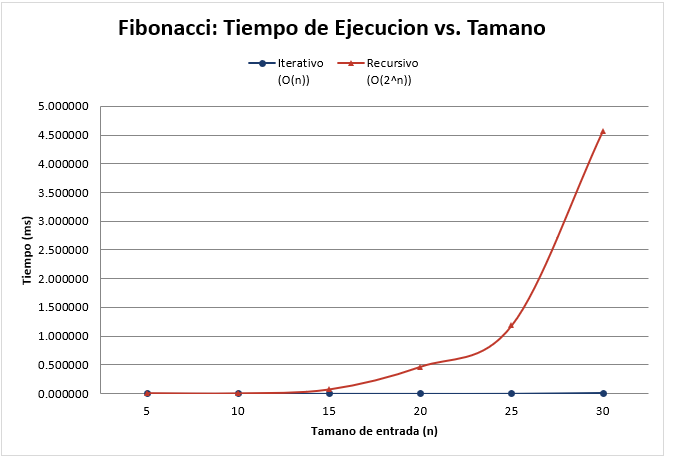 Fibonacci: Tiempo de Ejecucion vs. Tamano
Iterativo
(O(n))
Recursivo
(O(2^n))
5.000000
4.500000
4.000000
3.500000
3.000000
2.500000
2.000000
1.500000
1.000000
0.500000
0.000000
Tiempo (ms)
5 10 15 20 25 30
Tamano de entrada (n)